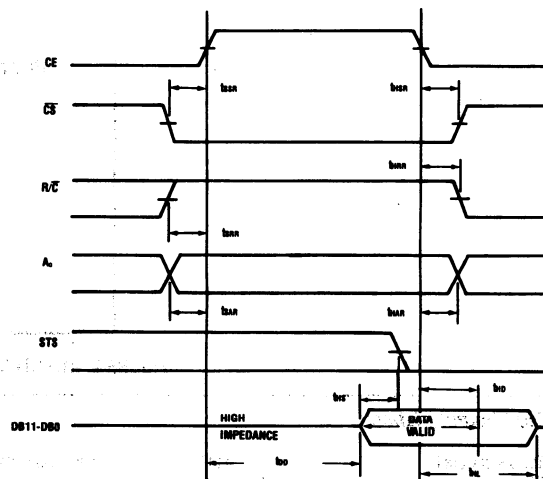 CE
tSSR
tHSR
CS
tHRR
R/C
tSRR
A₀
tSAR
tHAR
STS
tHS
tHD
DB11-DB0
HIGH
IMPEDANCE
DATA
VALID
tDD
tHL